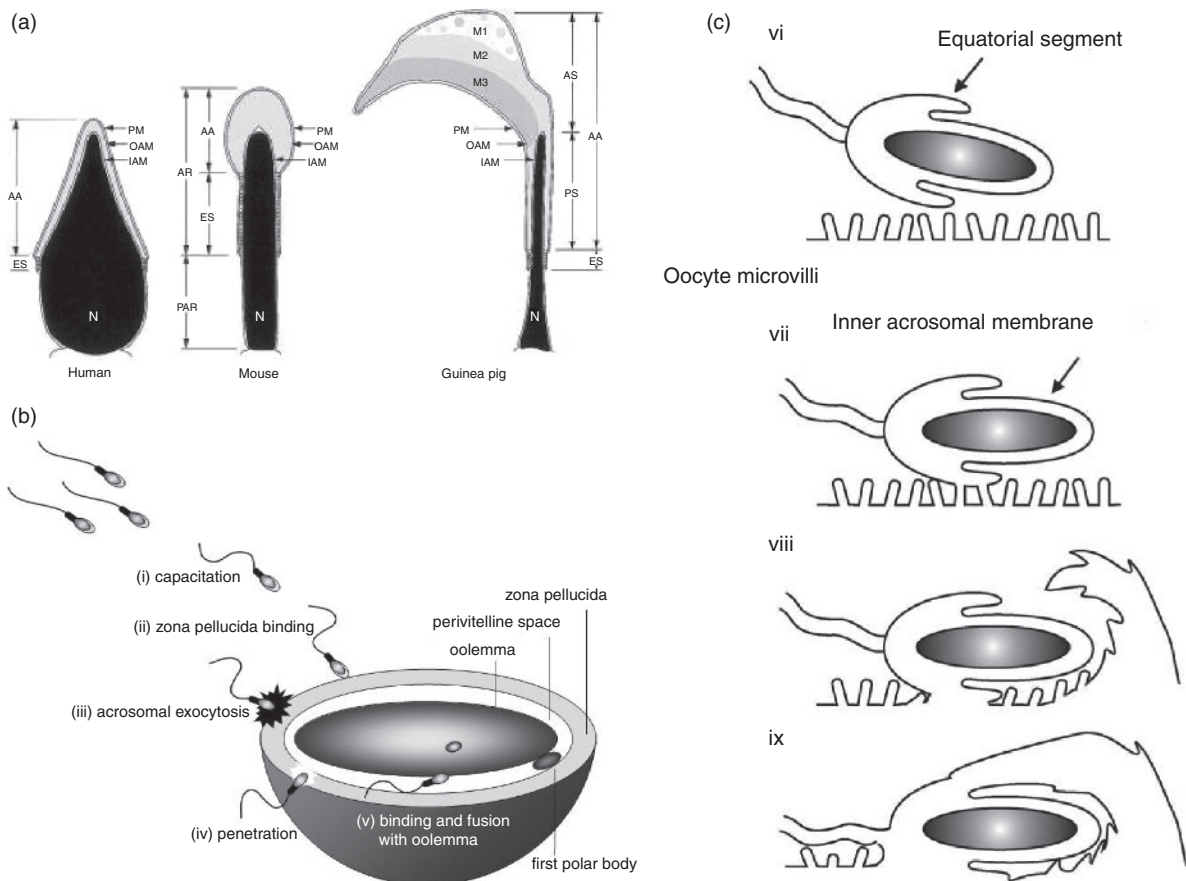 (a)
AA
ES
PM
OAM
IAM
N
Human
AR
AA
ES
PAR
PM
OAM
IAM
N
Mouse
M1
M2
M3
PM
OAM
IAM
AS
PS
AA
ES
N
Guinea pig
(b)
(i) capacitation
(ii) zona pellucida binding
(iii) acrosomal exocytosis
(iv) penetration
(v) binding and fusion
with oolemma
zona pellucida
perivitelline space
oolemma
first polar body
(c)
vi
Equatorial segment
Oocyte microvilli
vii
Inner acrosomal membrane
viii
ix